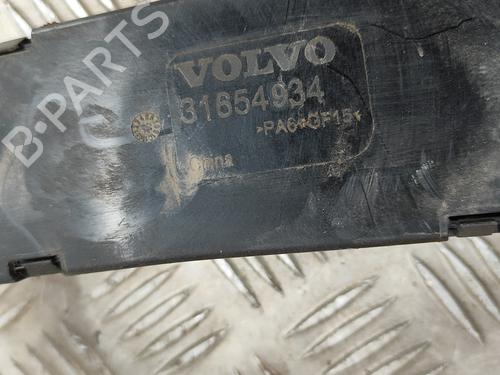 B-PARTS
VOLVO
31654934
>PA6+GF15<
China